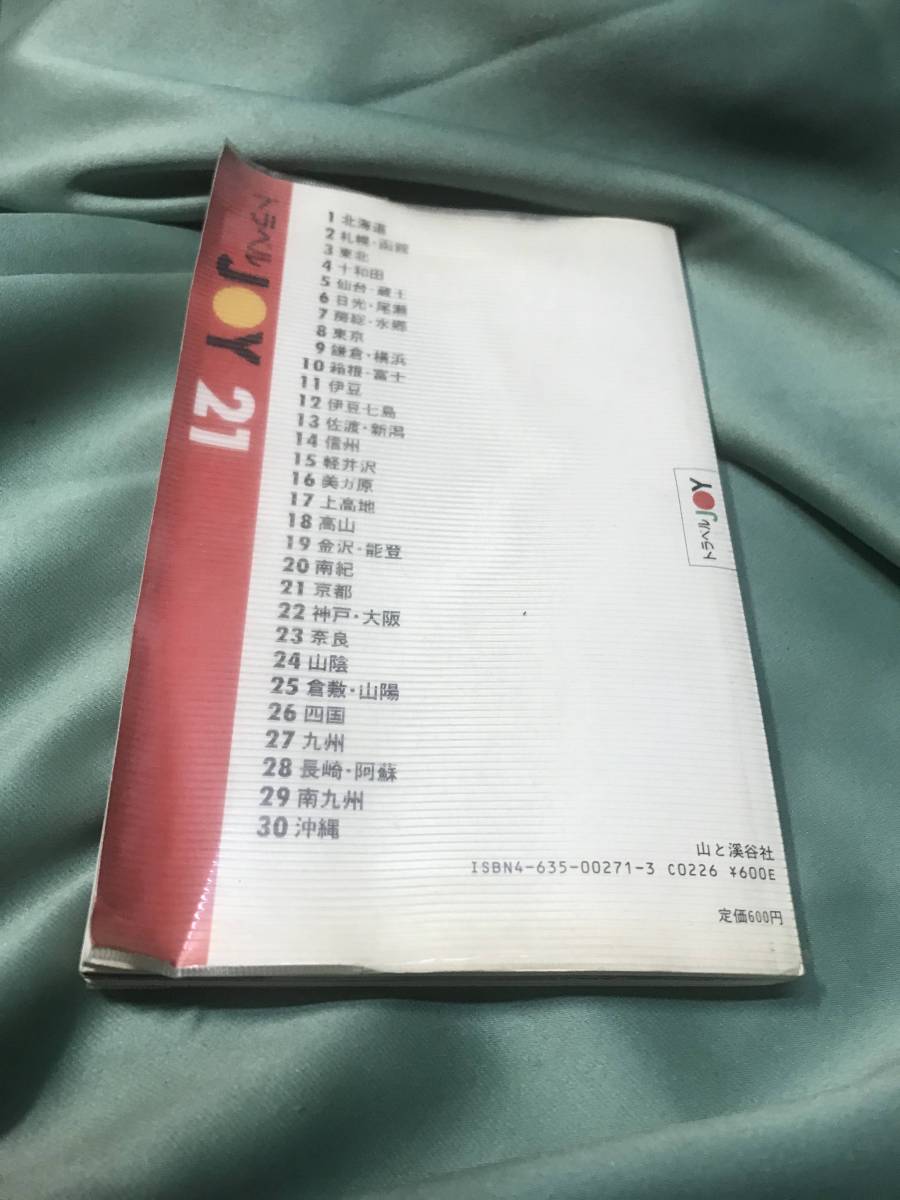 トラベル
JOY 21
1 北海道
2 札幌・函館
3 東北
4 十和田
5 仙台・蔵王
6 日光・尾瀬
7 房総・水郷
8 東京
9 鎌倉・横浜
10 箱根・富士
11 伊豆
12 伊豆七島
13 佐渡・新潟
14 信州
15 軽井沢
16 美ガ原
17 上高地
18 高山
19 金沢・能登
20 南紀
21 京都
22 神戸・大阪
23 奈良
24 山陰
25 倉敷・山陽
26 四国
27 九州
28 長崎・阿蘇
29 南九州
30 沖縄
トラベルJOY
山と溪谷社
ISBN4-635-00271-3 C0226 ¥600E
定価600円